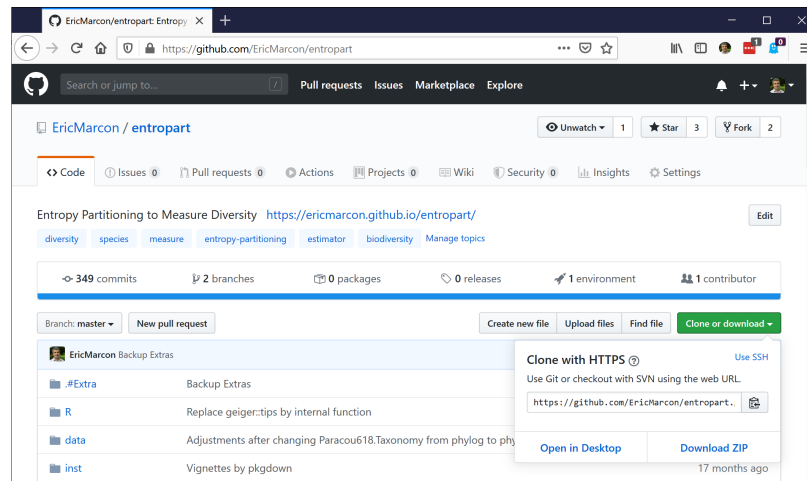 EricMarcon/entropart: Entropy
https://github.com/EricMarcon/entropart
1
0
Search or jump to...
/
Pull requests Issues Marketplace Explore
EricMarcon / entropart
Unwatch 1 Star 3 Fork 2
Code Issues 0 Pull requests 0 Actions Projects 0 Wiki Security 0 Insights Settings
Entropy Partitioning to Measure Diversity https://ericmarcon.github.io/entropart/ Edit
diversity species measure entropy-partitioning estimator biodiversity Manage topics
349 commits 2 branches 0 packages 0 releases 1 environment 1 contributor
Branch: master New pull request Create new file Upload files Find file Clone or download
EricMarcon Backup Extras
.#Extra Backup Extras
R Replace geiger::tips by internal function
data Adjustments after changing Paracou618.Taxonomy from phylog to phy
inst Vignettes by pkgdown 17 months ago
Clone with HTTPS Use SSH
Use Git or checkout with SVN using the web URL.
https://github.com/EricMarcon/entropart.
Open in Desktop Download ZIP